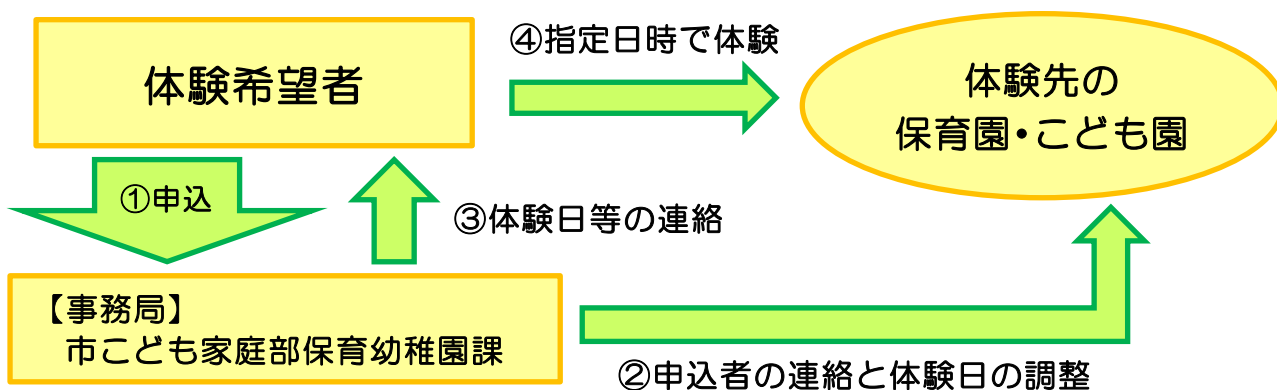 ④指定日時で体験
体験希望者
体験先の
保育園・こども園
①申込
③体験日等の連絡
【事務局】
市こども家庭部保育幼稚園課
②申込者の連絡と体験日の調整